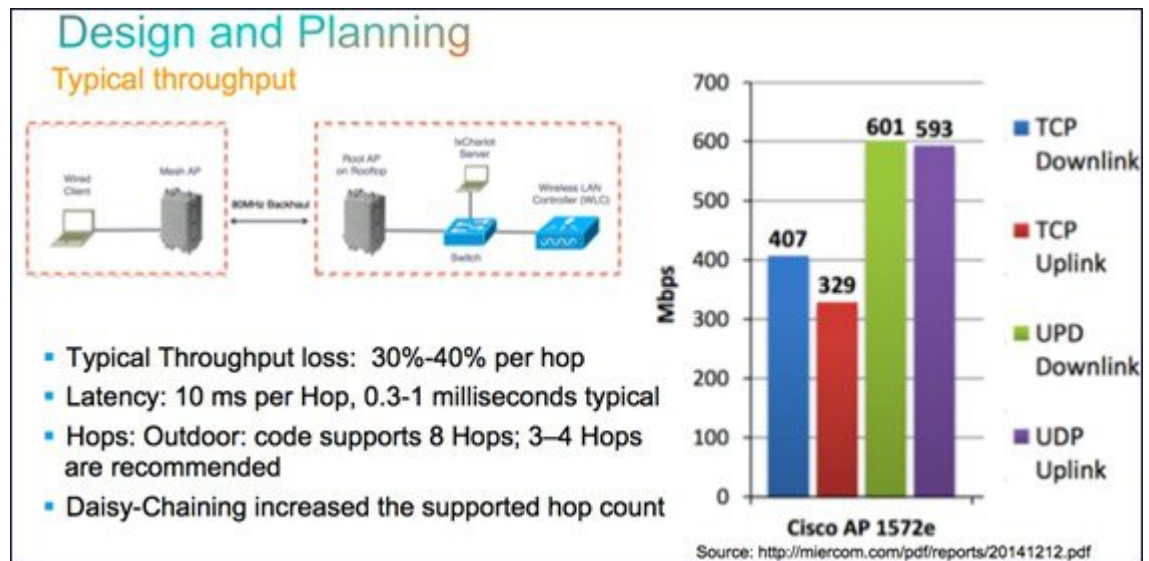 Design and Planning
Typical throughput
Wired
Client
Mesh AP
80MHz Backhaul
Root AP
on Rooftop
IxChariot
Server
Switch
Wireless LAN
Controller (WLC)
Typical Throughput loss: 30%-40% per hop
Latency: 10 ms per Hop, 0.3-1 milliseconds typical
Hops: Outdoor: code supports 8 Hops; 3–4 Hops
are recommended
Daisy-Chaining increased the supported hop count
Mbps
700
600
500
400
300
200
100
0
407
329
601
593
Cisco AP 1572e
TCP
Downlink
TCP
Uplink
UPD
Downlink
UDP
Uplink
Source: http://miercom.com/pdf/reports/20141212.pdf